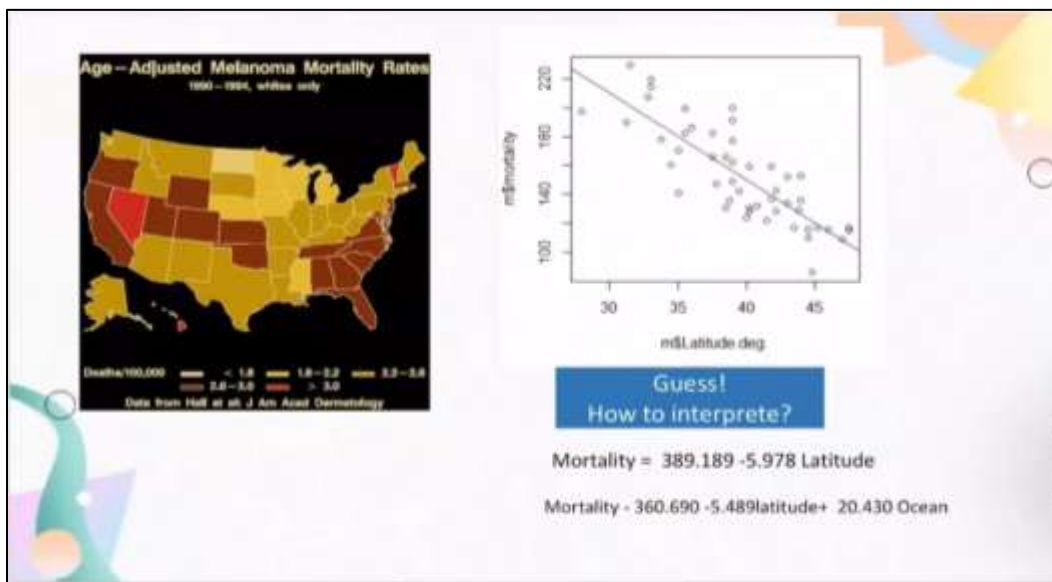 Age-Adjusted Melanoma Mortality Rates
1990-1994, whites only
Deaths/100,000 < 1.8 1.8-2.2 2.2-2.6
2.6-3.0 > 3.0
Data from Hall et al: J Am Acad Dermatology
m$mortality
220
180
140
100
30 35 40 45
m$Latitude.deg
Guess!
How to interprete?
Mortality = 389.189 -5.978 Latitude
Mortality - 360.690 -5.489latitude+ 20.430 Ocean